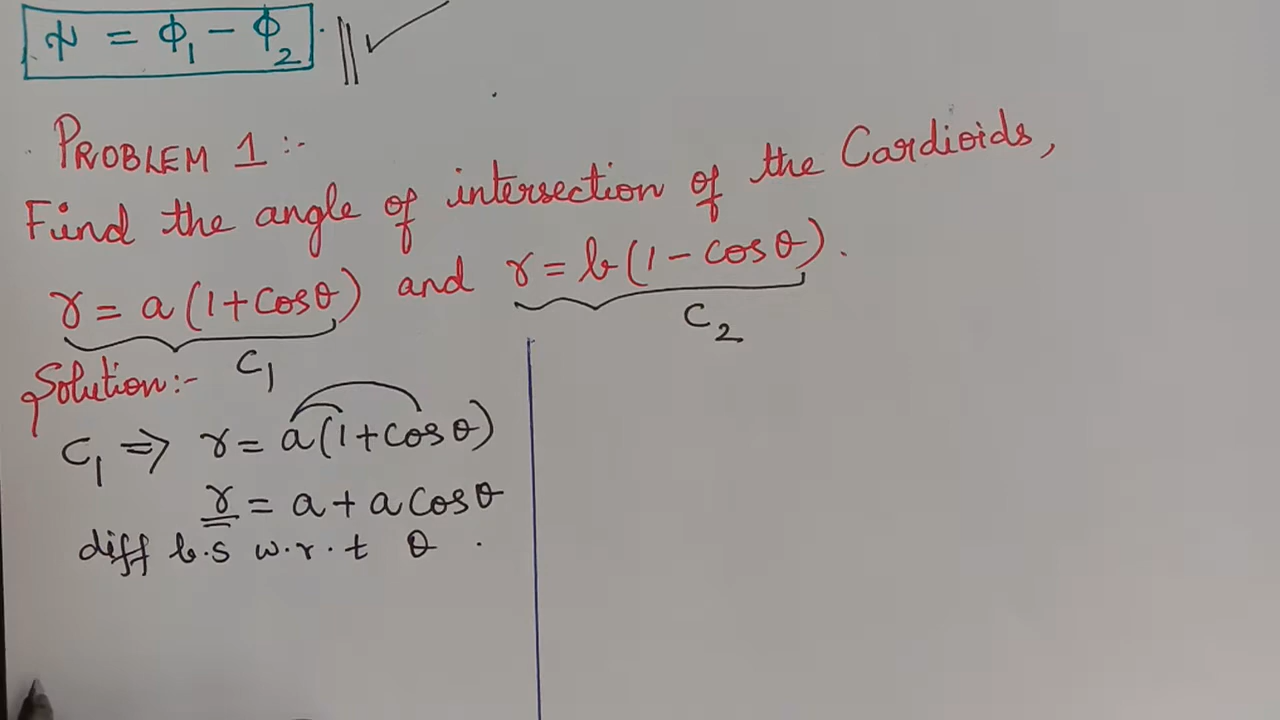 ψ = ϕ₁ - ϕ₂.
PROBLEM 1 :-
Find the angle of intersection of the Cardioids,
r = a(1+cosθ) and r = b(1-cosθ).
C₁ C₂
Solution:-
C₁ ⇒ r = a(1+cosθ)
r = a + a cosθ
diff b.s w.r.t θ .